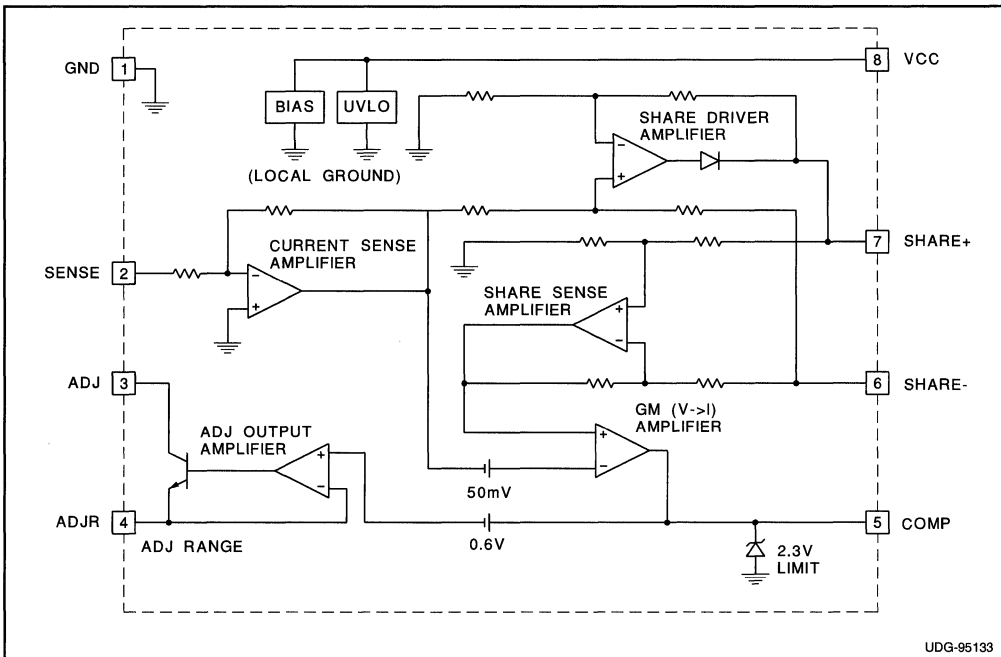 GND 1
8 VCC
BIAS UVLO
SHARE DRIVER
AMPLIFIER
-
+
(LOCAL GROUND)
CURRENT SENSE
AMPLIFIER
7 SHARE+
SENSE 2
-
+
SHARE SENSE
AMPLIFIER
+
-
ADJ 3
6 SHARE-
GM (V->I)
AMPLIFIER
ADJ OUTPUT
AMPLIFIER
+
-
+
-
50mV
ADJR 4
5 COMP
ADJ RANGE
0.6V
2.3V
LIMIT
UDG-95133